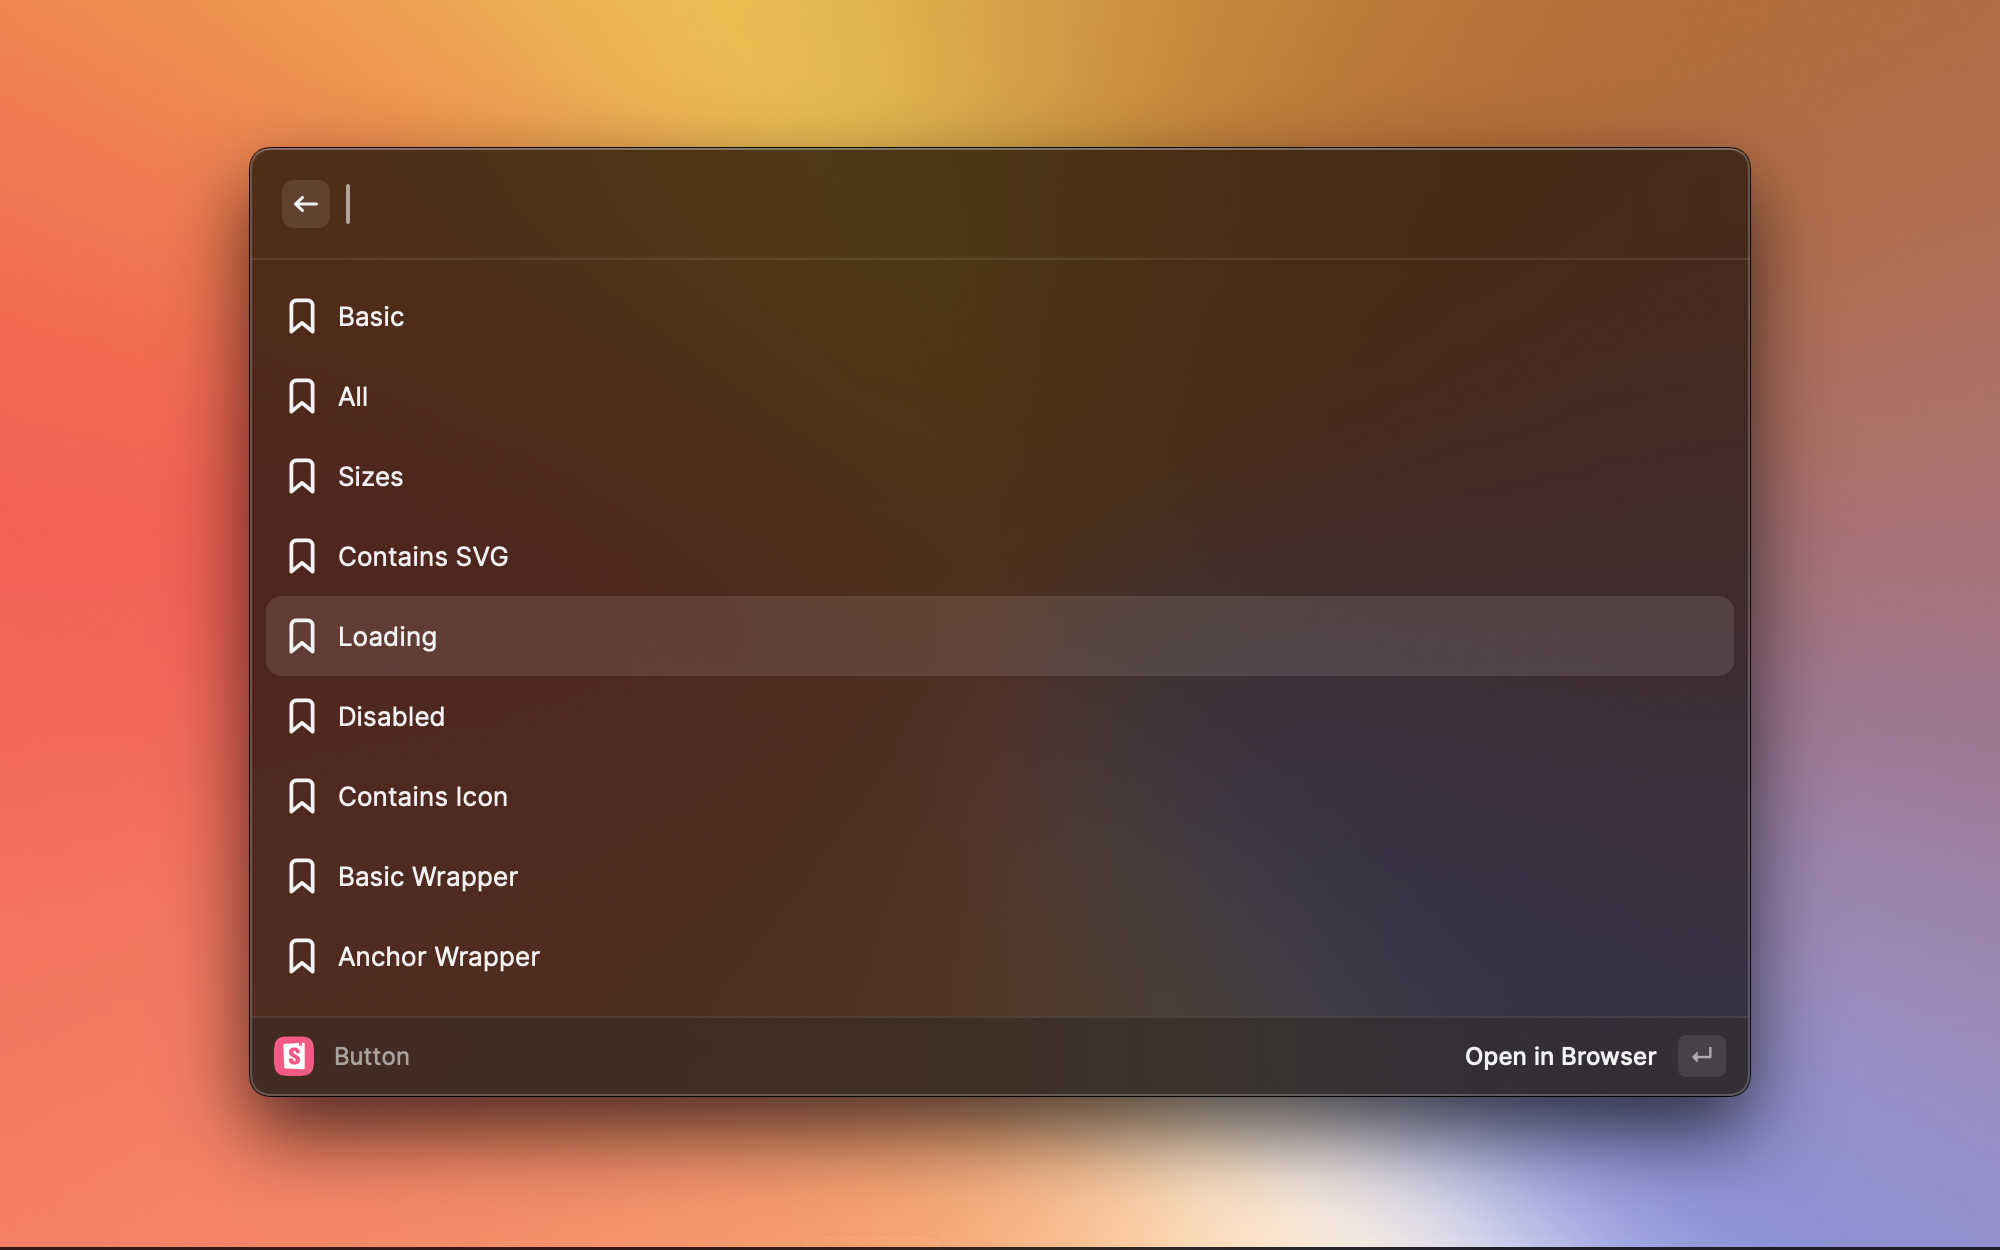 Basic
All
Sizes
Contains SVG
Loading
Disabled
Contains Icon
Basic Wrapper
Anchor Wrapper
S Button
Open in Browser